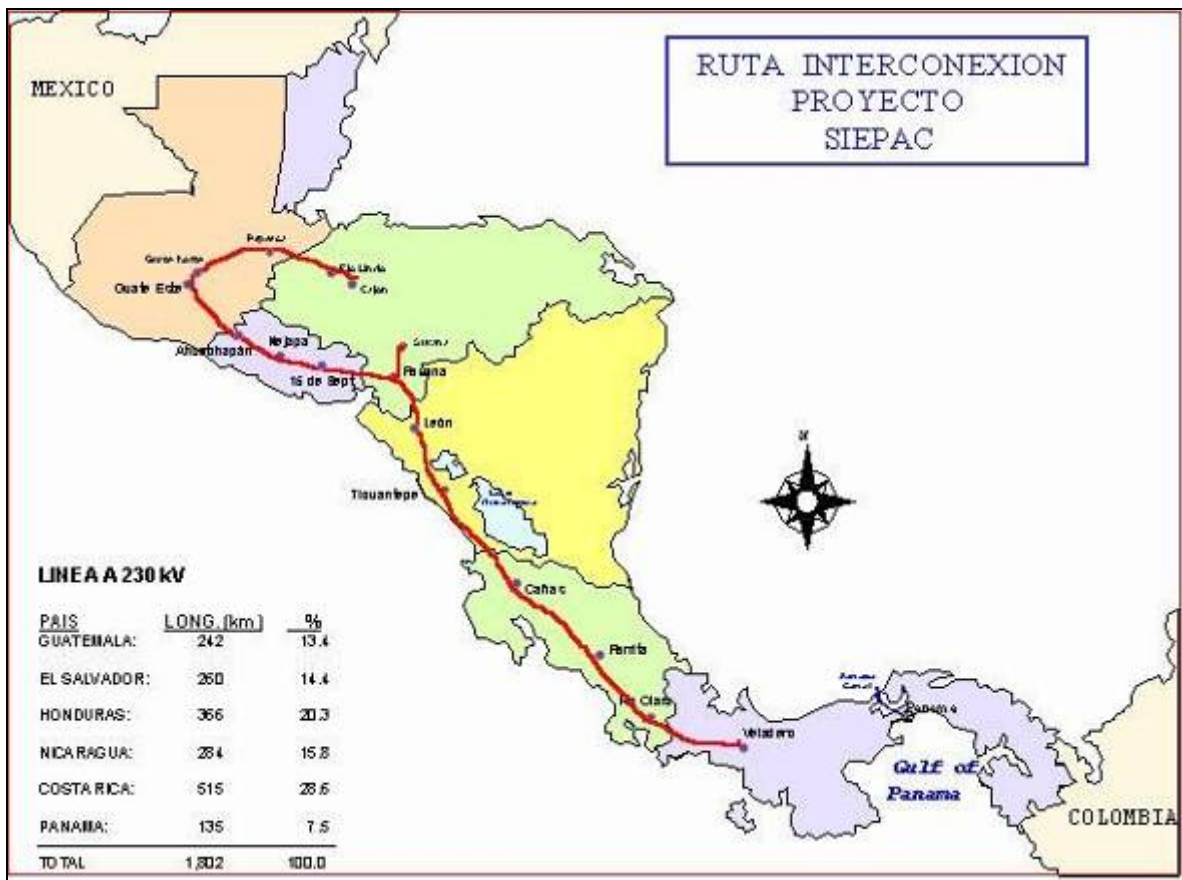 RUTA INTERCONEXION
PROYECTO
SIEPAC
MEXICO
Guate Este
Ahuachapán
Nejapa
15 de Sept
León
Ticuantepe
Cañas
Parrita
Rio Claro
Veladero
Panama
Gulf of
Panama
COLOMBIA
LINEA A 230 kV
PAIS LONG. (km) %
GUATEMALA: 242 13.4
EL SALVADOR: 260 14.4
HONDURAS: 366 20.3
NICARAGUA: 284 15.8
COSTA RICA: 515 28.6
PANAMA: 135 7.5
TOTAL 1,802 100.0